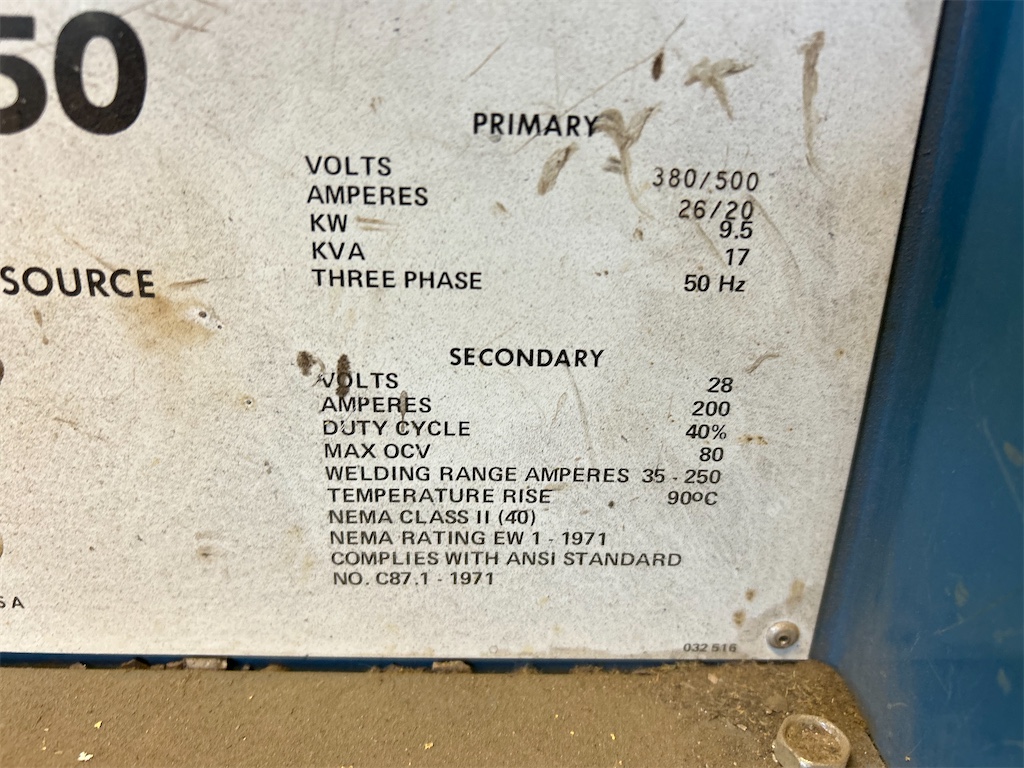 50
PRIMARY
VOLTS 380/500
AMPERES 26/20
KW 9.5
KVA 17
THREE PHASE 50 Hz
SOURCE
SECONDARY
VOLTS 28
AMPERES 200
DUTY CYCLE 40%
MAX OCV 80
WELDING RANGE AMPERES 35 - 250
TEMPERATURE RISE 90ºC
NEMA CLASS II (40)
NEMA RATING EW 1 - 1971
COMPLIES WITH ANSI STANDARD
NO. C87.1 - 1971
S A
032 516